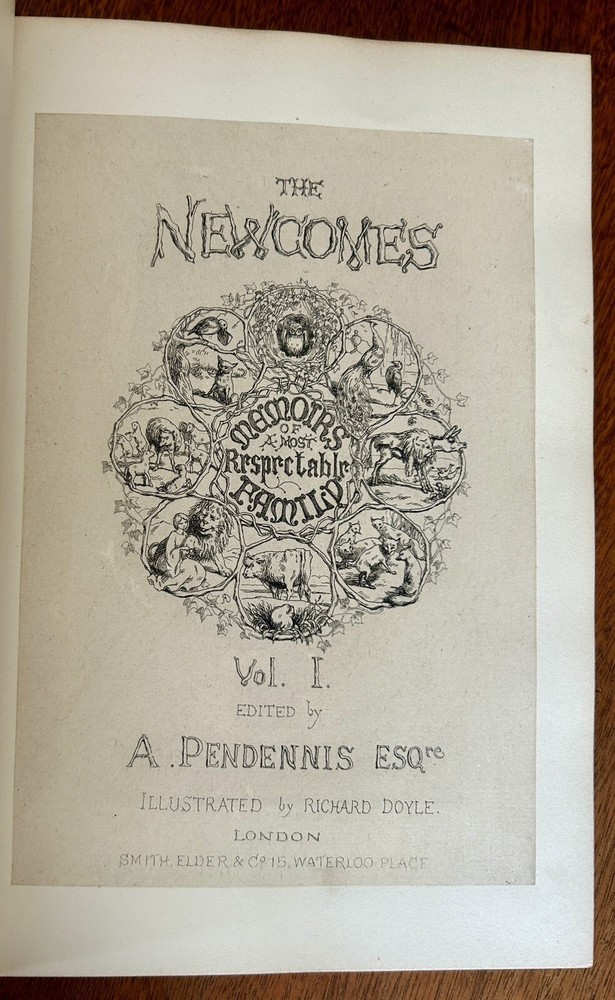 THE
NEWCOMES
MEMOIRS
OF
A MOST
Respectable
FAMILY
Vol. I.
EDITED by
A. PENDENNIS ESQre
ILLUSTRATED by RICHARD DOYLE.
LONDON
SMITH, ELDER & Co 15, WATERLOO PLACE